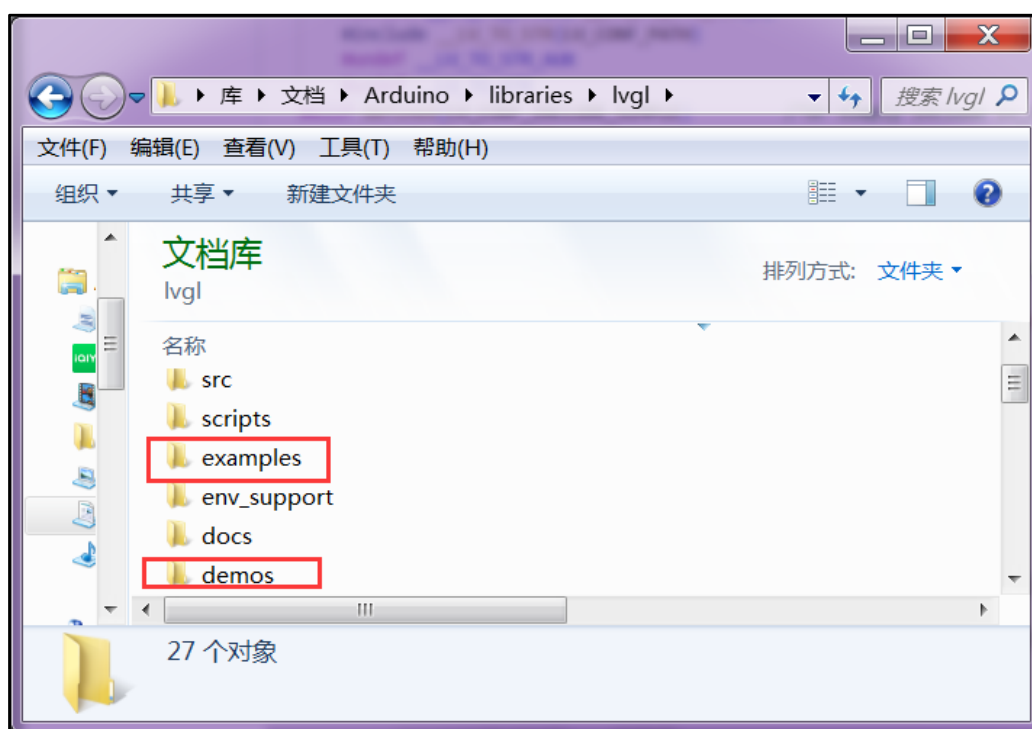 库 文档 Arduino libraries lvgl 搜索 lvgl
文件(F) 编辑(E) 查看(V) 工具(T) 帮助(H)
组织 共享 新建文件夹
文档库
lvgl
排列方式: 文件夹
名称
src
scripts
examples
env_support
docs
demos
27 个对象